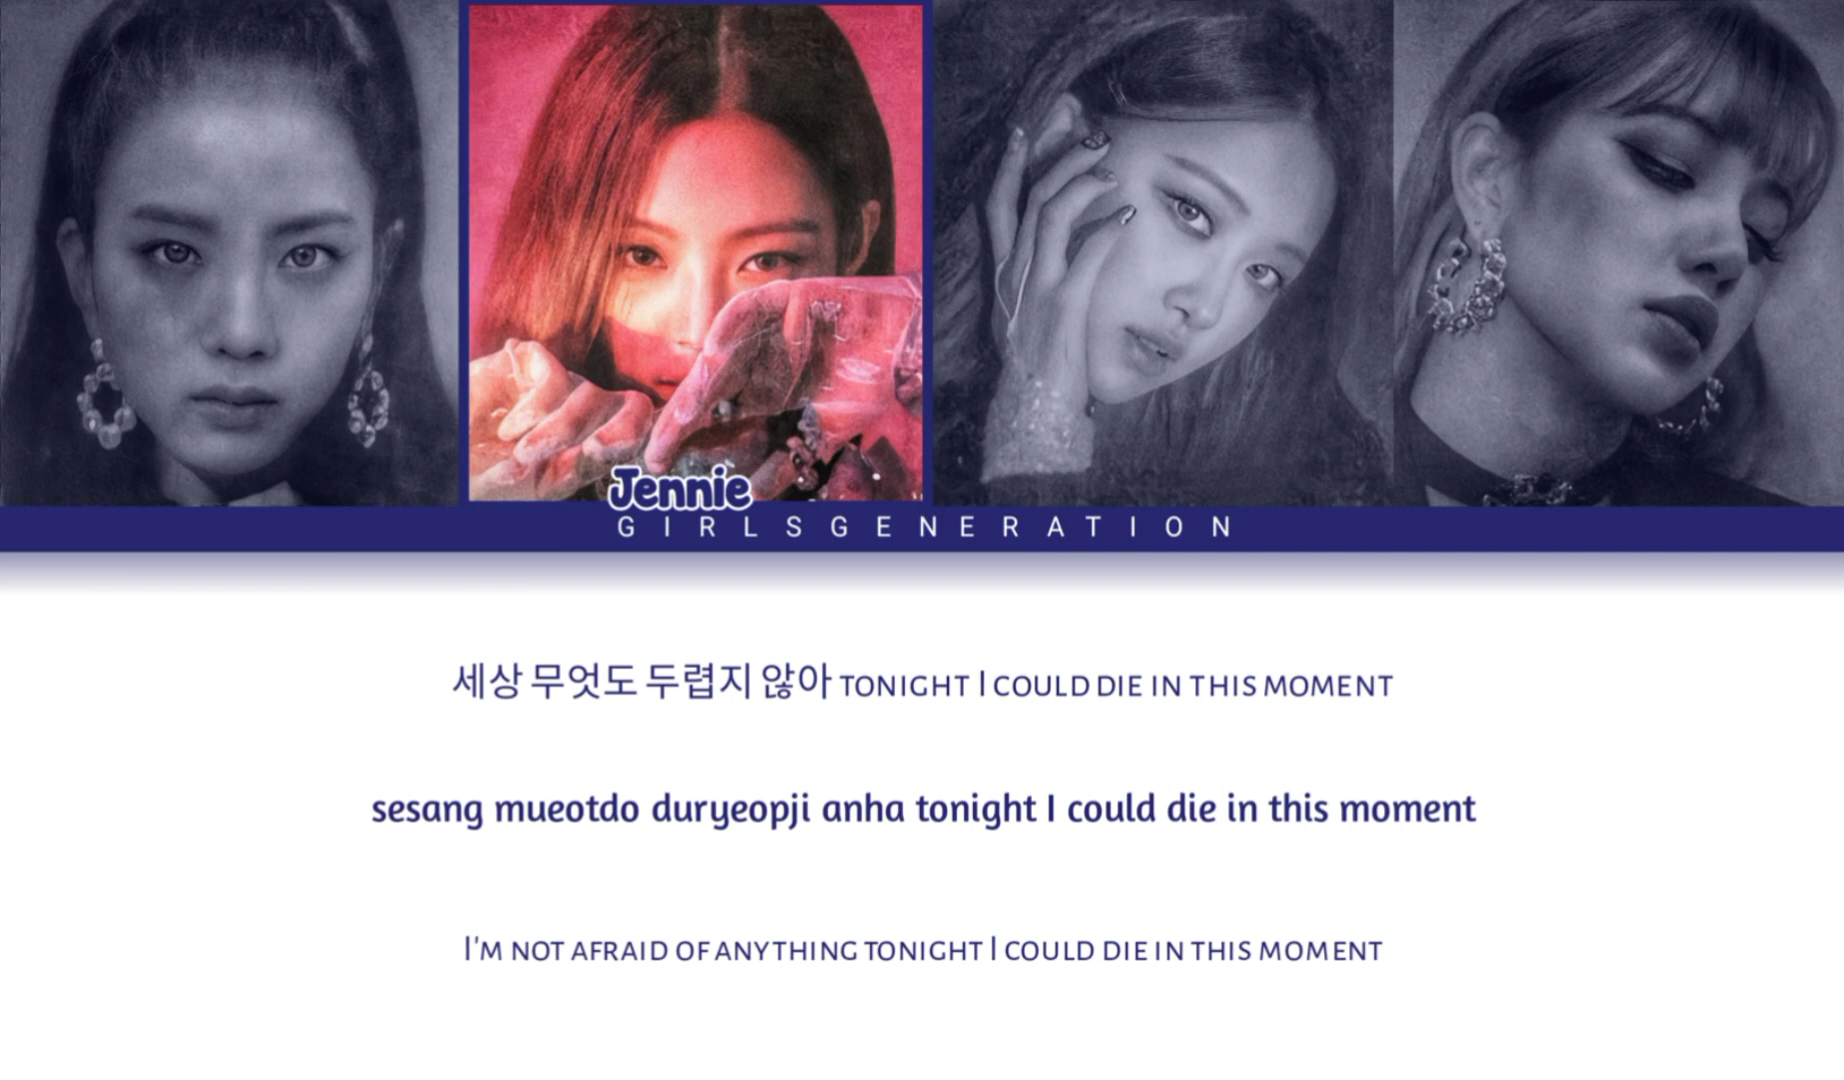 Jennie
GIRLSGENERATION
세상 무엇도 두렵지 않아 TONIGHT I COULD DIE IN THIS MOMENT
sesang mueotdo duryeopji anha tonight I could die in this moment
I'M NOT AFRAID OF ANYTHING TONIGHT I COULD DIE IN THIS MOMENT